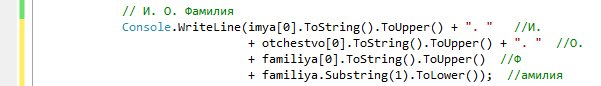 // И. О. Фамилия
Console.WriteLine(imya[0].ToString().ToUpper() + ". "   //И.
+ otchestvo[0].ToString().ToUpper() + ". "  //О.
+ familiya[0].ToString().ToUpper()  //Ф
+ familiya.Substring(1).ToLower());  //амилия